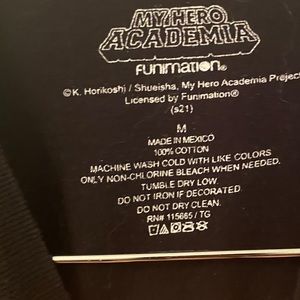 MY HERO
ACADEMIA
FUNIMATION®
©K. Horikoshi / Shueisha, My Hero Academia Project
Licensed by Funimation®
(s21)
M
MADE IN MEXICO
100% COTTON
MACHINE WASH COLD WITH LIKE COLORS
ONLY NON-CHLORINE BLEACH WHEN NEEDED.
TUMBLE DRY LOW.
DO NOT IRON IF DECORATED.
DO NOT DRY CLEAN.
RN# 115665 / TG